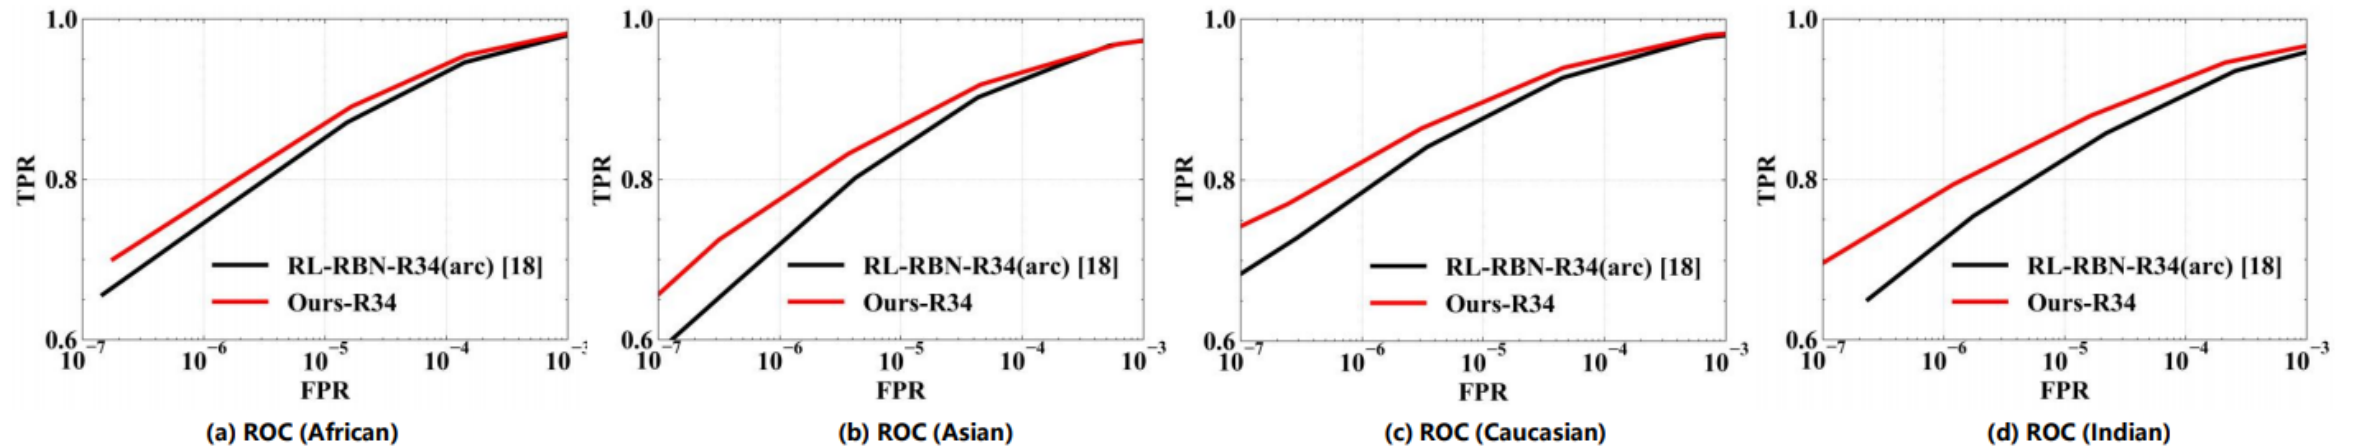 1.0
0.8
0.6
TPR
10⁻⁷ 10⁻⁶ 10⁻⁵ 10⁻⁴
FPR
RL-RBN-R34(arc) [18]
Ours-R34
(a) ROC (African)
1.0
0.8
0.6
TPR
10⁻⁷ 10⁻⁶ 10⁻⁵ 10⁻⁴ 10⁻³
FPR
RL-RBN-R34(arc) [18]
Ours-R34
(b) ROC (Asian)
1.0
0.8
0.6
TPR
10⁻⁷ 10⁻⁶ 10⁻⁵ 10⁻⁴ 10⁻³
FPR
RL-RBN-R34(arc) [18]
Ours-R34
(c) ROC (Caucasian)
1.0
0.8
0.6
TPR
10⁻⁷ 10⁻⁶ 10⁻⁵ 10⁻⁴ 10⁻³
FPR
RL-RBN-R34(arc) [18]
Ours-R34
(d) ROC (Indian)